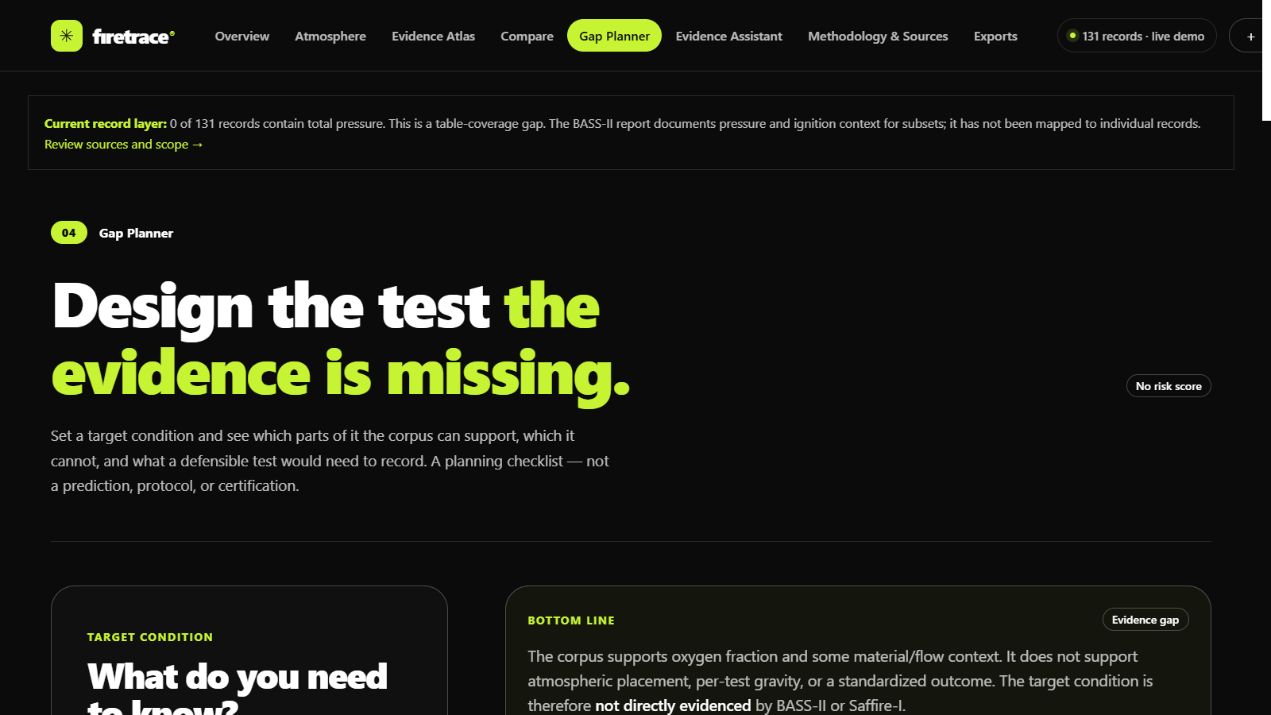 firetrace®
Overview
Atmosphere
Evidence Atlas
Compare
Gap Planner
Evidence Assistant
Methodology & Sources
Exports
131 records · live demo
+
Current record layer: 0 of 131 records contain total pressure. This is a table-coverage gap. The BASS-II report documents pressure and ignition context for subsets; it has not been mapped to individual records.
Review sources and scope →
04
Gap Planner
Design the test the
evidence is missing.
No risk score
Set a target condition and see which parts of it the corpus can support, which it
cannot, and what a defensible test would need to record. A planning checklist — not
a prediction, protocol, or certification.
TARGET CONDITION
What do you need
to know?
BOTTOM LINE
Evidence gap
The corpus supports oxygen fraction and some material/flow context. It does not support
atmospheric placement, per-test gravity, or a standardized outcome. The target condition is
therefore not directly evidenced by BASS-II or Saffire-I.